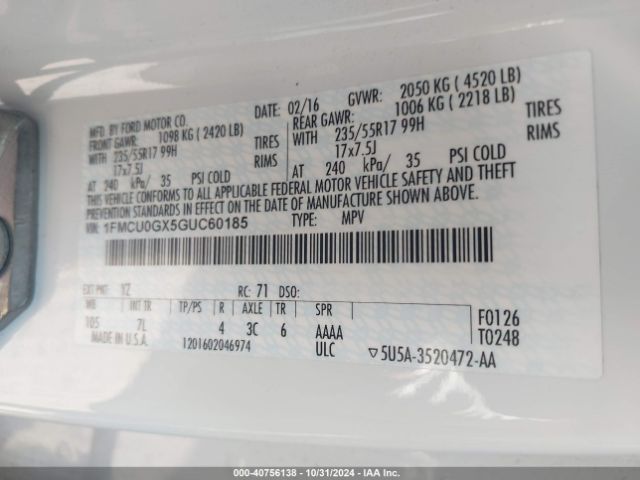 MFD. BY FORD MOTOR CO. DATE: 02/16 GVWR: 2050 KG ( 4520 LB)
FRONT GAWR: 1098 KG ( 2420 LB) REAR GAWR: 1006 KG ( 2218 LB)
WITH 235/55R17 99H TIRES WITH 235/55R17 99H TIRES
17x7.5J RIMS 17x7.5J RIMS
AT 240 kPa/ 35 PSI COLD AT 240 kPa/ 35 PSI COLD
THIS VEHICLE CONFORMS TO ALL APPLICABLE FEDERAL MOTOR VEHICLE SAFETY AND THEFT
PREVENTION STANDARDS IN EFFECT ON THE DATE OF MANUFACTURE SHOWN ABOVE.
VIN: 1FMCU0GX5GUC60185 TYPE: MPV
EXT PNT: YZ RC: 71 DSO:
WB INT TR TP/PS R AXLE TR SPR F0126
105 7L 4 3C 6 AAAA T0248
MADE IN U.S.A. 1201602046974 ULC ▽5U5A-3520472-AA
000-40756138 - 10/31/2024 - IAA Inc.